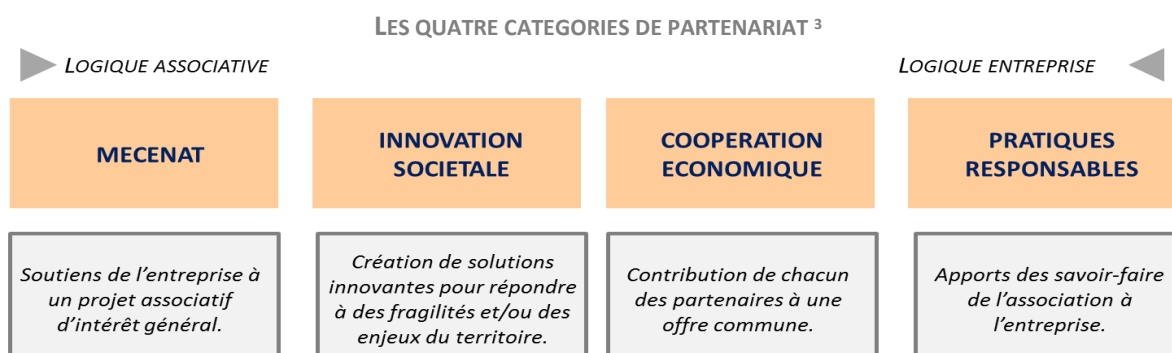 LES QUATRE CATEGORIES DE PARTENARIAT ³
LOGIQUE ASSOCIATIVE
LOGIQUE ENTREPRISE
MECENAT
INNOVATION
SOCIETALE
COOPERATION
ECONOMIQUE
PRATIQUES
RESPONSABLES
Soutiens de l'entreprise à
un projet associatif
d'intérêt général.
Création de solutions
innovantes pour répondre
à des fragilités et/ou des
enjeux du territoire.
Contribution de chacun
des partenaires à une
offre commune.
Apports des savoir-faire
de l'association à
l'entreprise.